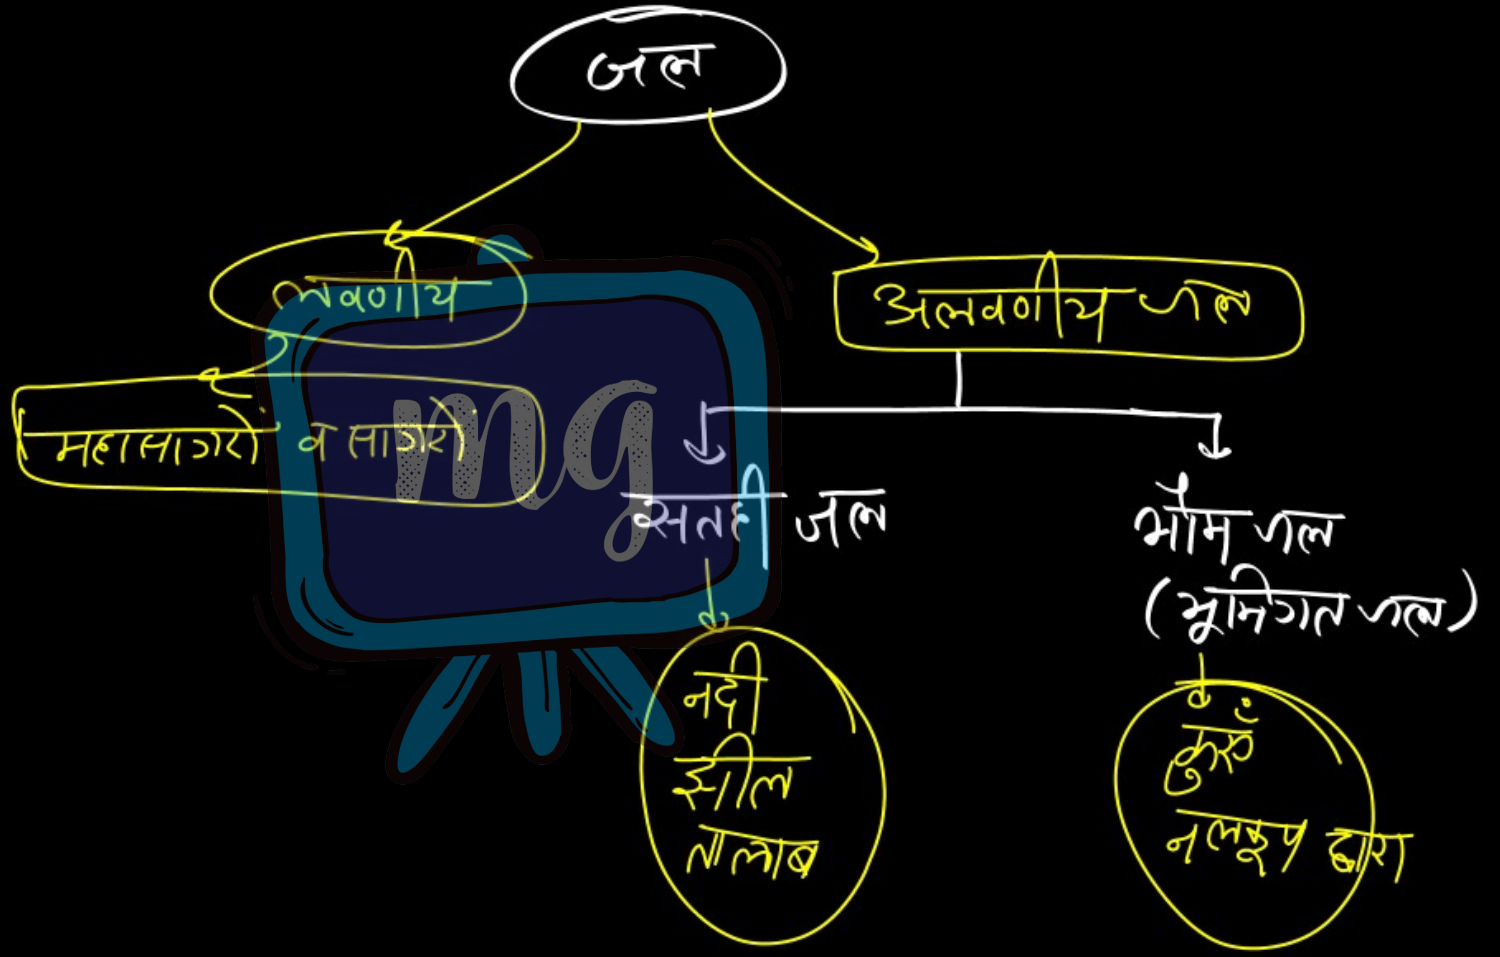 जल
लवणीय
अलवणीय जल
महासागरों व सागरों
सतही जल
भौम जल
(भूमिगत जल)
नदी
झील
तालाब
कुएँ
नलकूप द्वारा
mg